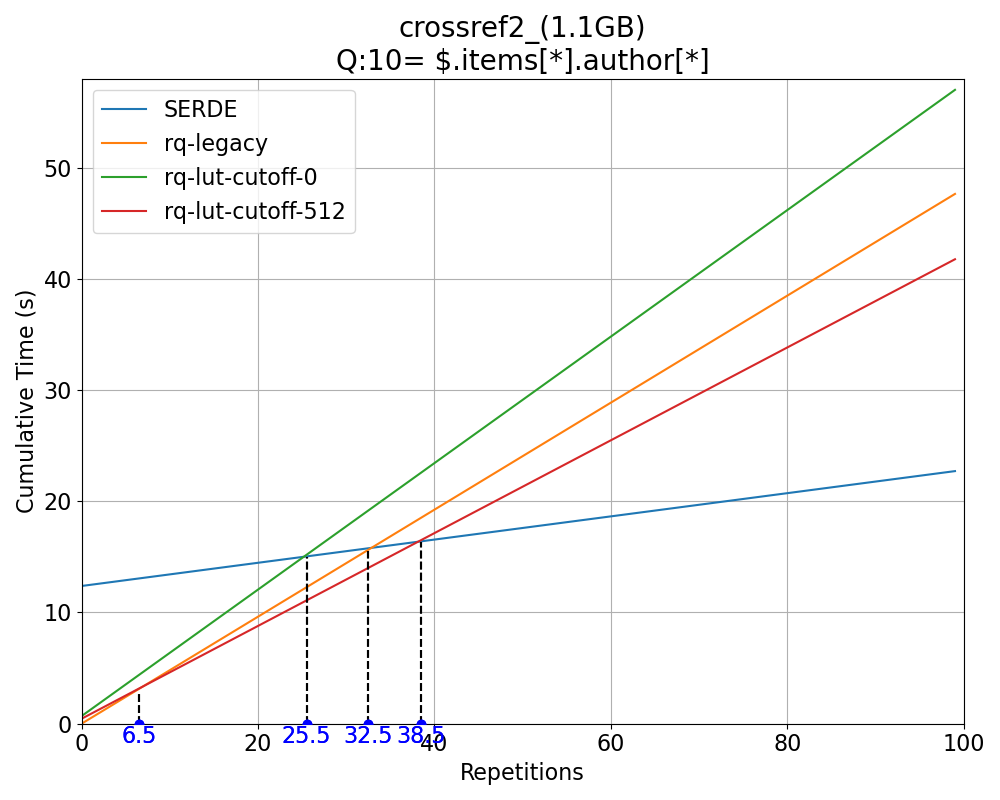 crossref2_(1.1GB)
Q:10= $.items[*].author[*]
SERDE
rq-legacy
rq-lut-cutoff-0
rq-lut-cutoff-512
Cumulative Time (s)
50
40
30
20
10
0
6.5 25.5 32.5 38.5
0 20 40 60 80 100
Repetitions